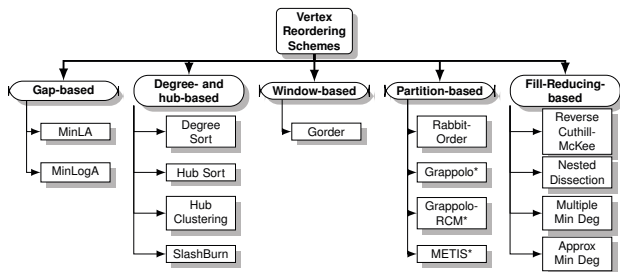 Vertex
Reordering
Schemes
Gap-based
Degree- and
hub-based
Window-based
Partition-based
Fill-Reducing-
based
MinLA
MinLogA
Degree
Sort
Hub Sort
Hub
Clustering
SlashBurn
Gorder
Rabbit-
Order
Grappolo*
Grappolo-
RCM*
METIS*
Reverse
Cuthill-
McKee
Nested
Dissection
Multiple
Min Deg
Approx
Min Deg